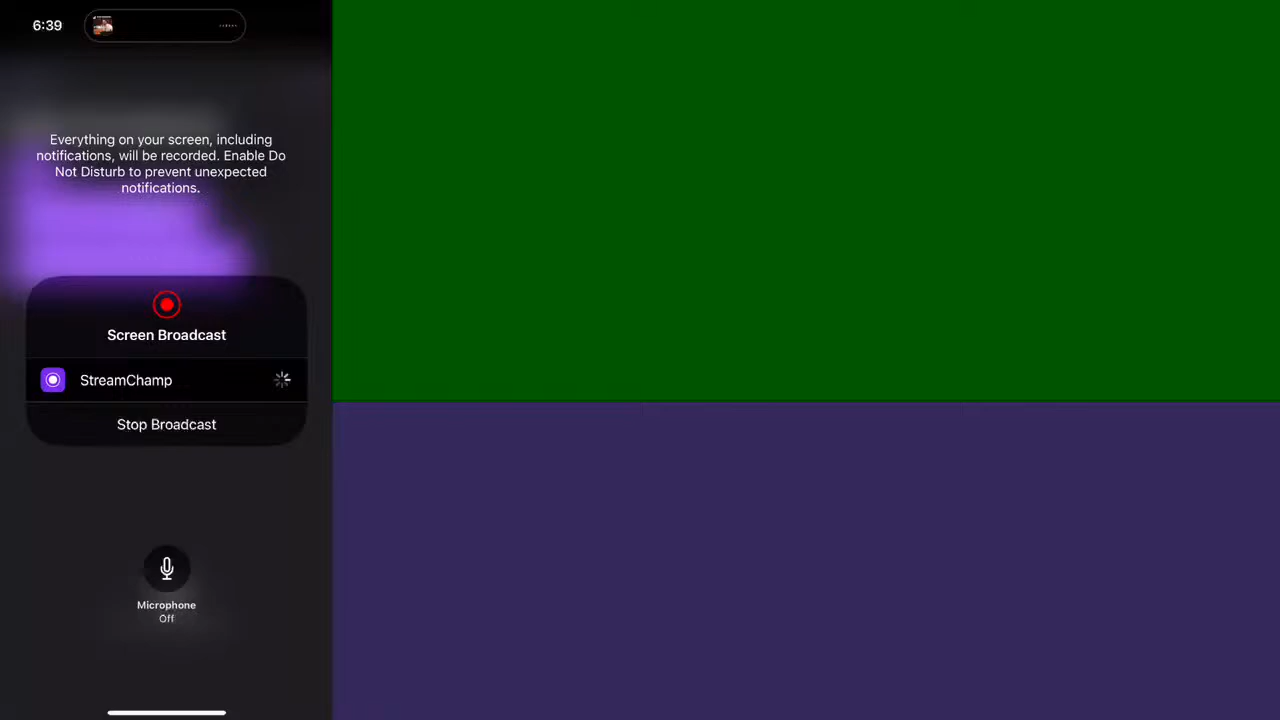 6:39
Everything on your screen, including
notifications, will be recorded. Enable Do
Not Disturb to prevent unexpected
notifications.
Screen Broadcast
StreamChamp
Stop Broadcast
Microphone
Off